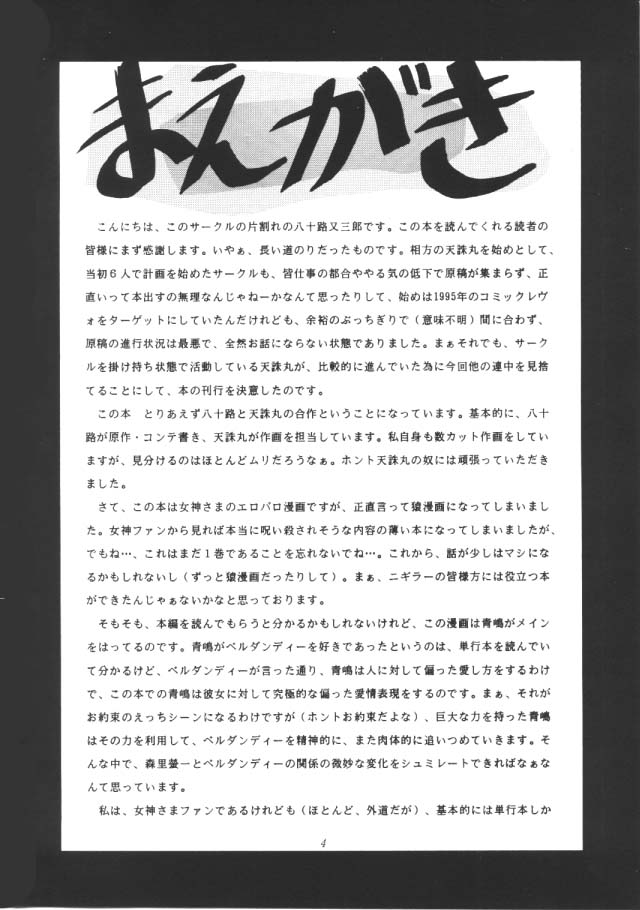 まえがき
こんにちは、このサークルの片割れの八十路又三郎です。この本を読んでくれる読者の
皆様にまず感謝します。いやぁ、長い道のりだったものです。相方の天誅丸を始めとして、
当初６人で計画を始めたサークルも、皆仕事の都合ややる気の低下で原稿が集まらず、正
直いって本出すの無理なんじゃねーかなんて思ったりして、始めは1995年のコミックレヴ
ォをターゲットにしていたんだけれども、余裕のぶっちぎりで（意味不明）間に合わず、
原稿の進行状況は最悪で、全然お話にならない状態でありました。まぁそれでも、サーク
ルを掛け持ち状態で活動している天誅丸が、比較的に進んでいた為に今回他の連中を見捨
てることにして、本の刊行を決意したのです。
この本　とりあえず八十路と天誅丸の合作ということになっています。基本的に、八十
路が原作・コンテ書き、天誅丸が作画を担当しています。私自身も数カット作画をしてい
ますが、見分けるのはほとんどムリだろうなぁ。ホント天誅丸の奴には頑張っていただき
ました。
さて、この本は女神さまのエロパロ漫画ですが、正直言って猿漫画になってしまいまし
た。女神ファンから見れば本当に呪い殺されそうな内容の薄い本になってしまいましたが、
でもね…、これはまだ１巻であることを忘れないでね…。これから、話が少しはマシにな
るかもしれないし（ずっと猿漫画だったりして）。まぁ、ニギラーの皆様方には役立つ本
ができたんじゃぁないかなと思っております。
そもそも、本編を読んでもらうと分かるかもしれないけれど、この漫画は青嶋がメイン
をはってるのです。青嶋がベルダンディーを好きであったというのは、単行本を読んでい
て分かるけど、ベルダンディーが言った通り、青嶋は人に対して偏った愛し方をするわけ
で、この本での青嶋は彼女に対して究極的な偏った愛情表現をするのです。まぁ、それが
お約束のえっちシーンになるわけですが（ホントお約束だよな）、巨大な力を持った青嶋
はその力を利用して、ベルダンディーを精神的に、また肉体的に追いつめていきます。そ
んな中で、森里螢一とベルダンディーの関係の微妙な変化をシュミレートできればなぁな
んて思っています。
私は、女神さまファンであるけれども（ほとんど、外道だが）、基本的には単行本しか
4